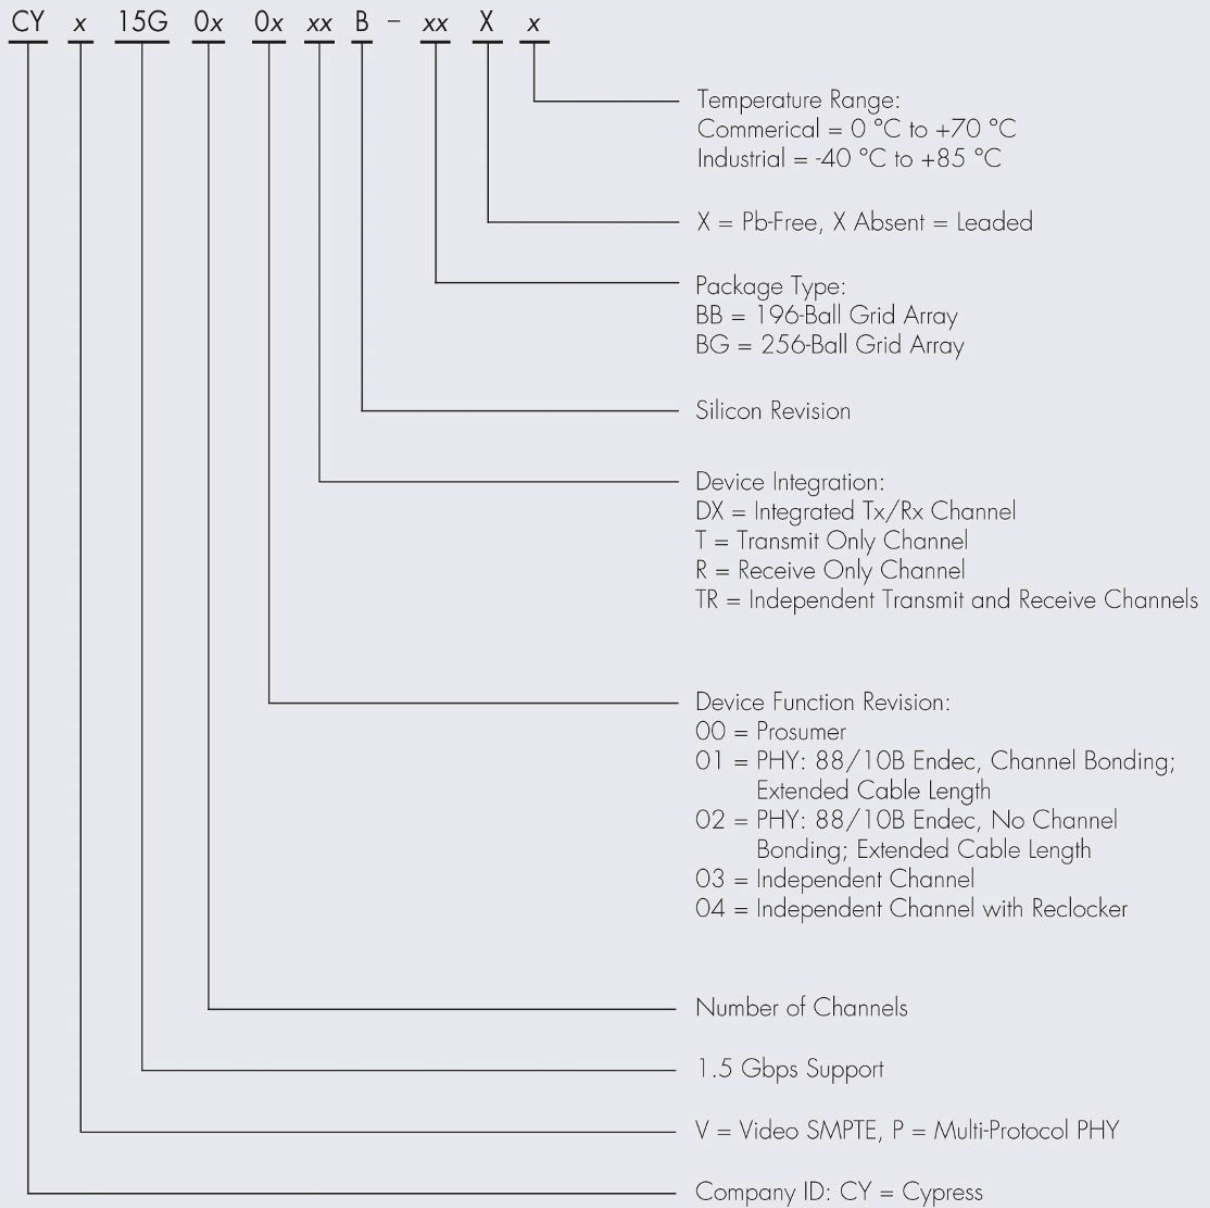 CY x 15G 0x 0x xx B – xx X x
Temperature Range:
Commerical = 0 °C to +70 °C
Industrial = -40 °C to +85 °C
X = Pb-Free, X Absent = Leaded
Package Type:
BB = 196-Ball Grid Array
BG = 256-Ball Grid Array
Silicon Revision
Device Integration:
DX = Integrated Tx/Rx Channel
T = Transmit Only Channel
R = Receive Only Channel
TR = Independent Transmit and Receive Channels
Device Function Revision:
00 = Prosumer
01 = PHY: 88/10B Endec, Channel Bonding;
Extended Cable Length
02 = PHY: 88/10B Endec, No Channel
Bonding; Extended Cable Length
03 = Independent Channel
04 = Independent Channel with Reclocker
Number of Channels
1.5 Gbps Support
V = Video SMPTE, P = Multi-Protocol PHY
Company ID: CY = Cypress